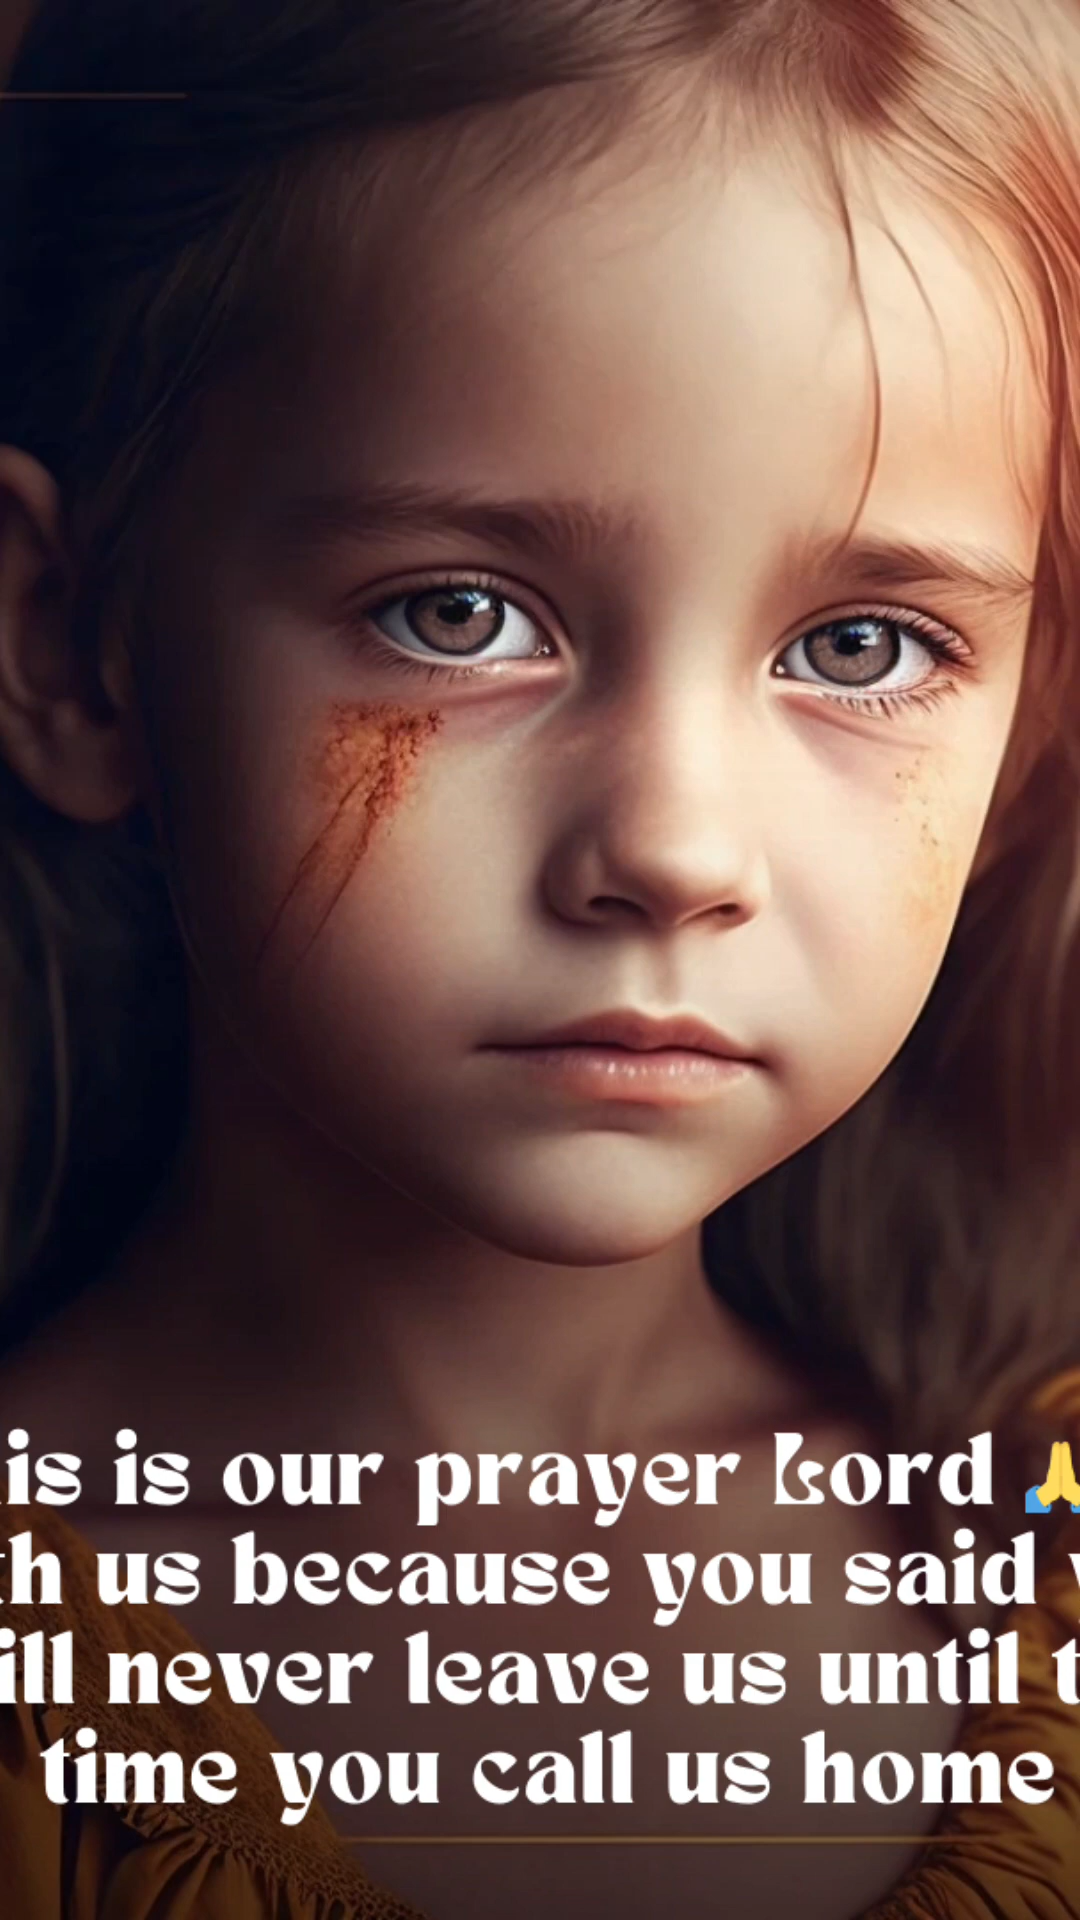 is is our prayer Lord 🙏
th us because you said y
ill never leave us until t
time you call us home